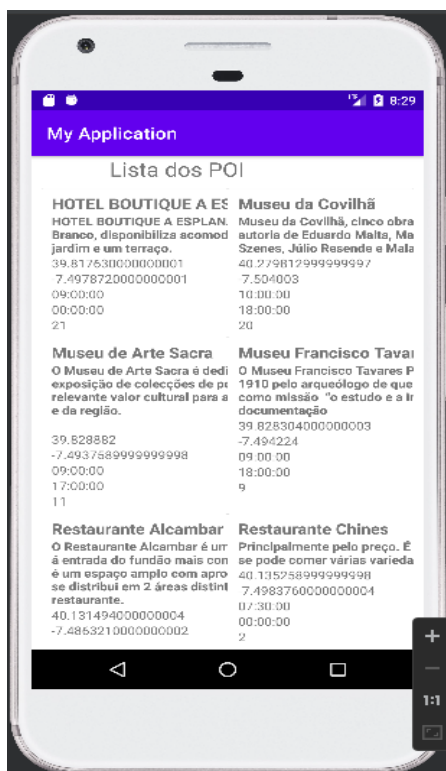 8:29
My Application
Lista dos POI
HOTEL BOUTIQUE A ES
HOTEL BOUTIQUE A ESPLAN.
Branco, disponibiliza acomod
jardim e um terraço.
39.817630000000001
-7.4978720000000001
09:00:00
00:00:00
21
Museu da Covilhã
Museu da Covilhã, cinco obra
autoria de Eduardo Malta, Ma
Szenes, Júlio Resende e Mala
40.279812999999997
-7.504003
10:00:00
18:00:00
20
Museu de Arte Sacra
O Museu de Arte Sacra é dedi
exposição de colecções de pe
relevante valor cultural para a
e da região.
39.828882
-7.4937589999999998
09:00:00
17:00:00
11
Museu Francisco Tavar
O Museu Francisco Tavares P
1910 pelo arqueólogo de que
como missão "o estudo e a ir
documentação
39.828304000000003
-7.494224
09:00:00
18:00:00
9
Restaurante Alcambar
O Restaurante Alcambar é um
á entrada do fundão mais con
é um espaço amplo com apro
se distribui em 2 áreas distint
restaurante.
40.131494000000004
-7.4863210000000002
Restaurante Chines
Principalmente pelo preço. É
se pode comer várias varieda
40.135258999999998
-7.4983760000000004
07:30:00
00:00:00
2
1:1